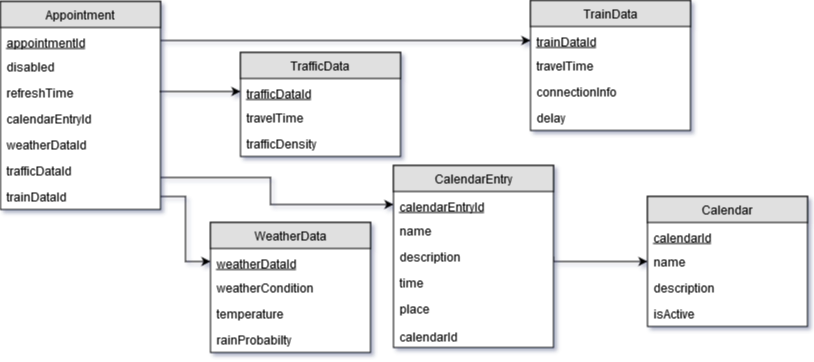 Appointment
appointmentId
disabled
refreshTime
calendarEntryId
weatherDataId
trafficDataId
trainDataId
TrafficData
trafficDataId
travelTime
trafficDensity
TrainData
trainDataId
travelTime
connectionInfo
delay
WeatherData
weatherDataId
weatherCondition
temperature
rainProbabilty
CalendarEntry
calendarEntryId
name
description
time
place
calendarId
Calendar
calendarId
name
description
isActive